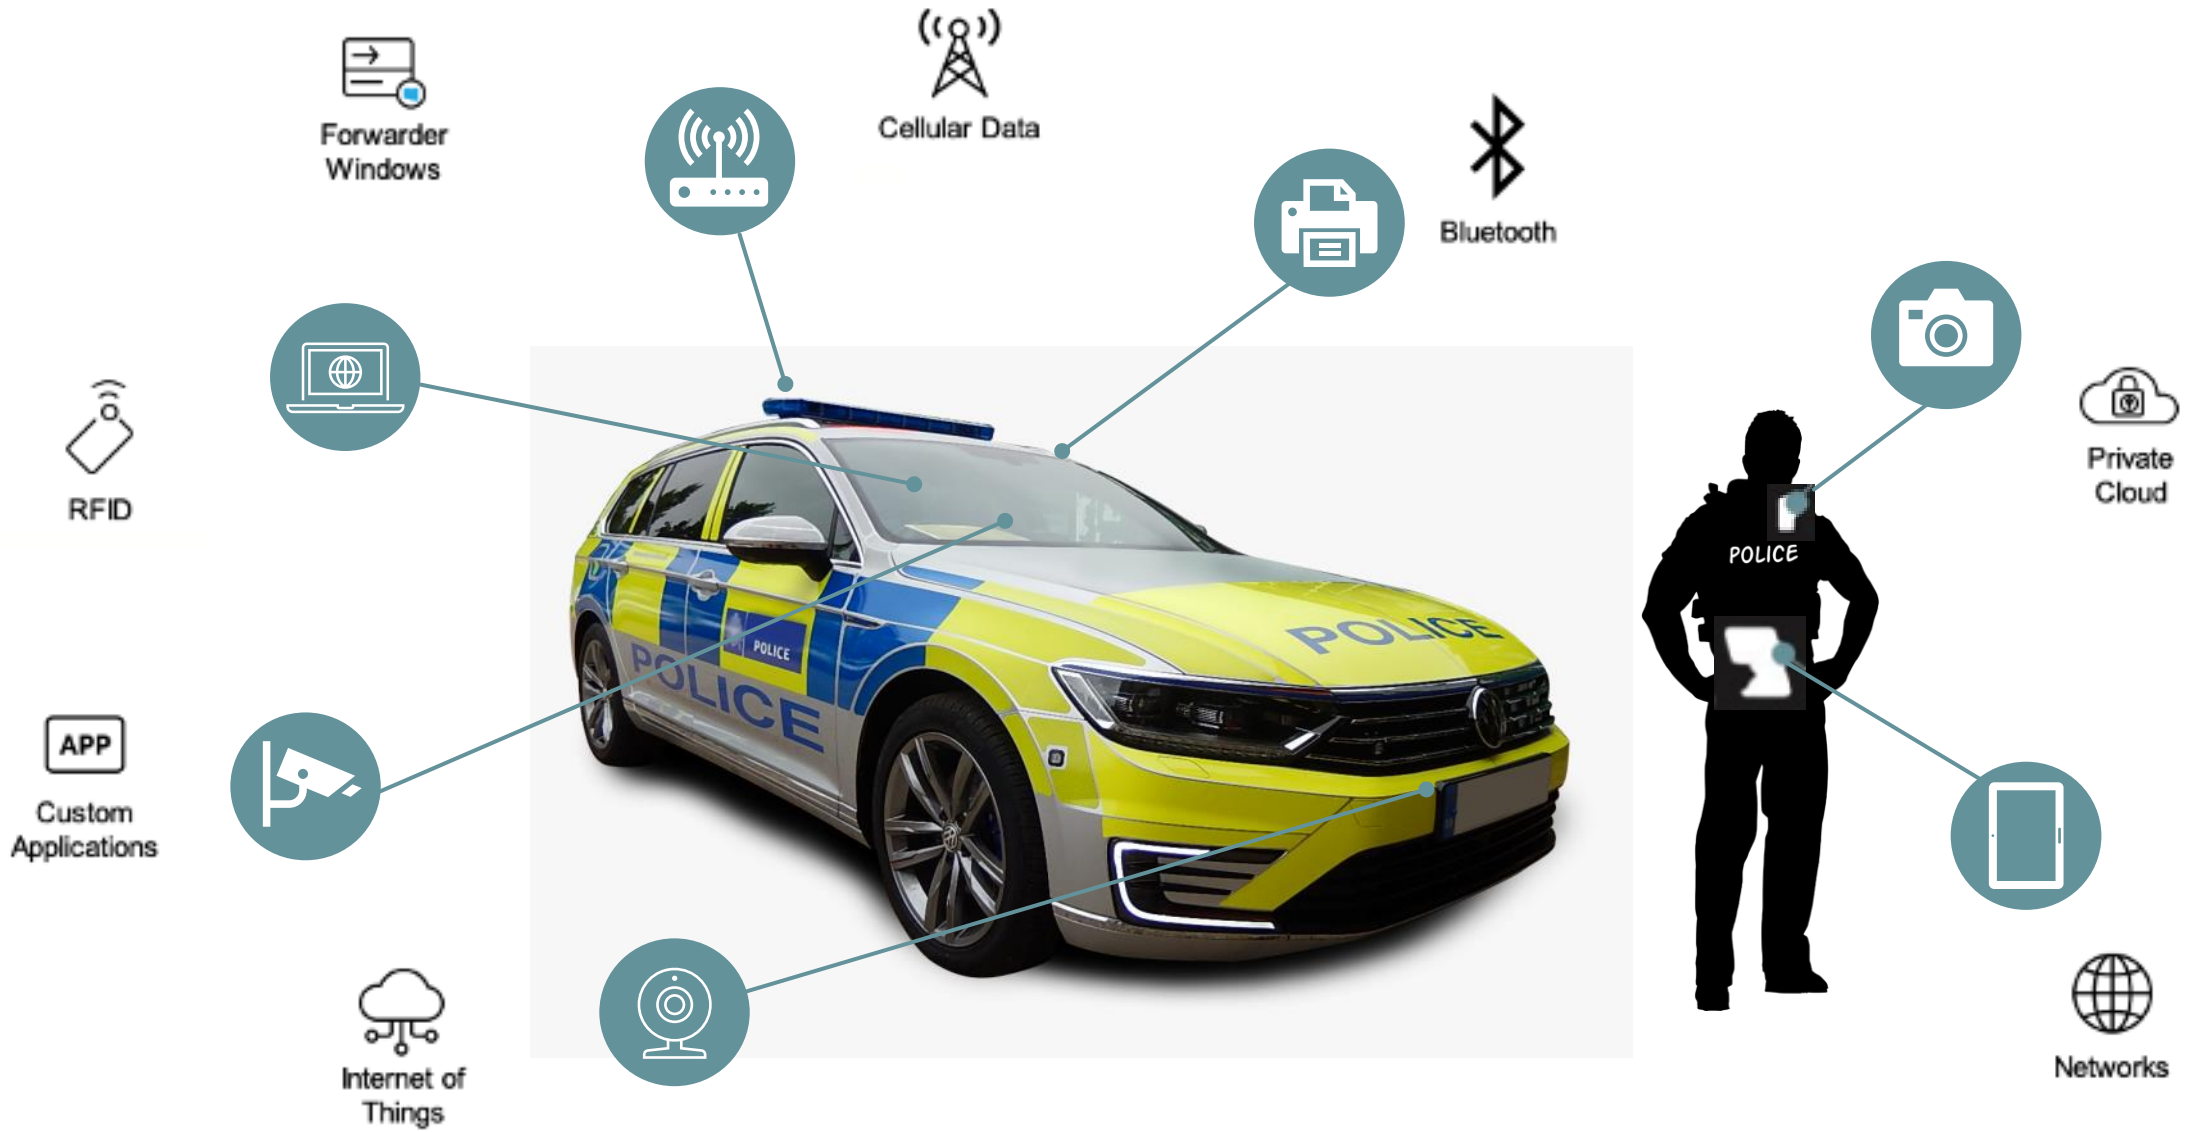 Cellular Data
Forwarder
Windows
Bluetooth
RFID
Private
Cloud
POLICE
POLICE
POLICE
POLICE
APP
Custom
Applications
Internet of
Things
Networks